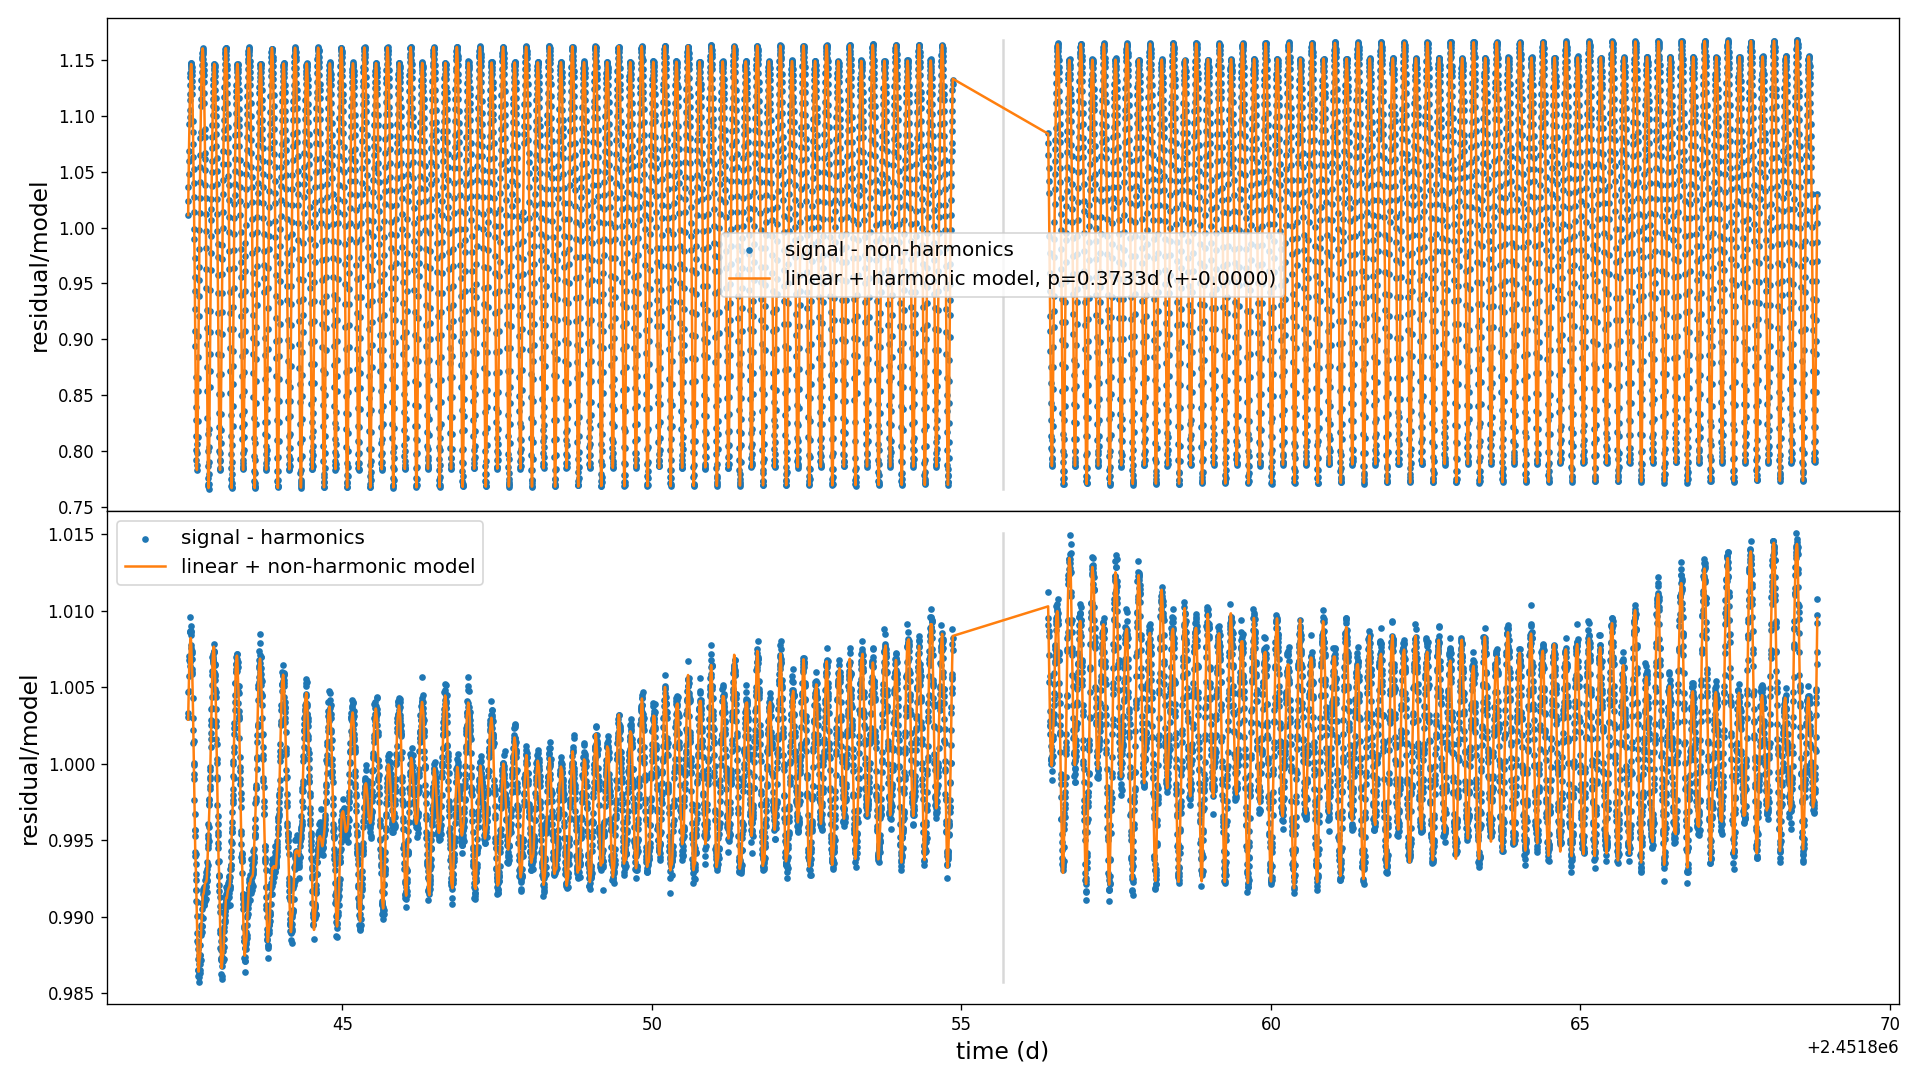 1.15
1.10
1.05
1.00
0.95
0.90
0.85
0.80
0.75
residual/model
signal - non-harmonics
linear + harmonic model, p=0.3733d (+-0.0000)
1.015
1.010
1.005
1.000
0.995
0.990
0.985
residual/model
signal - harmonics
linear + non-harmonic model
45
50
55
60
65
70
time (d)
+2.4518e6